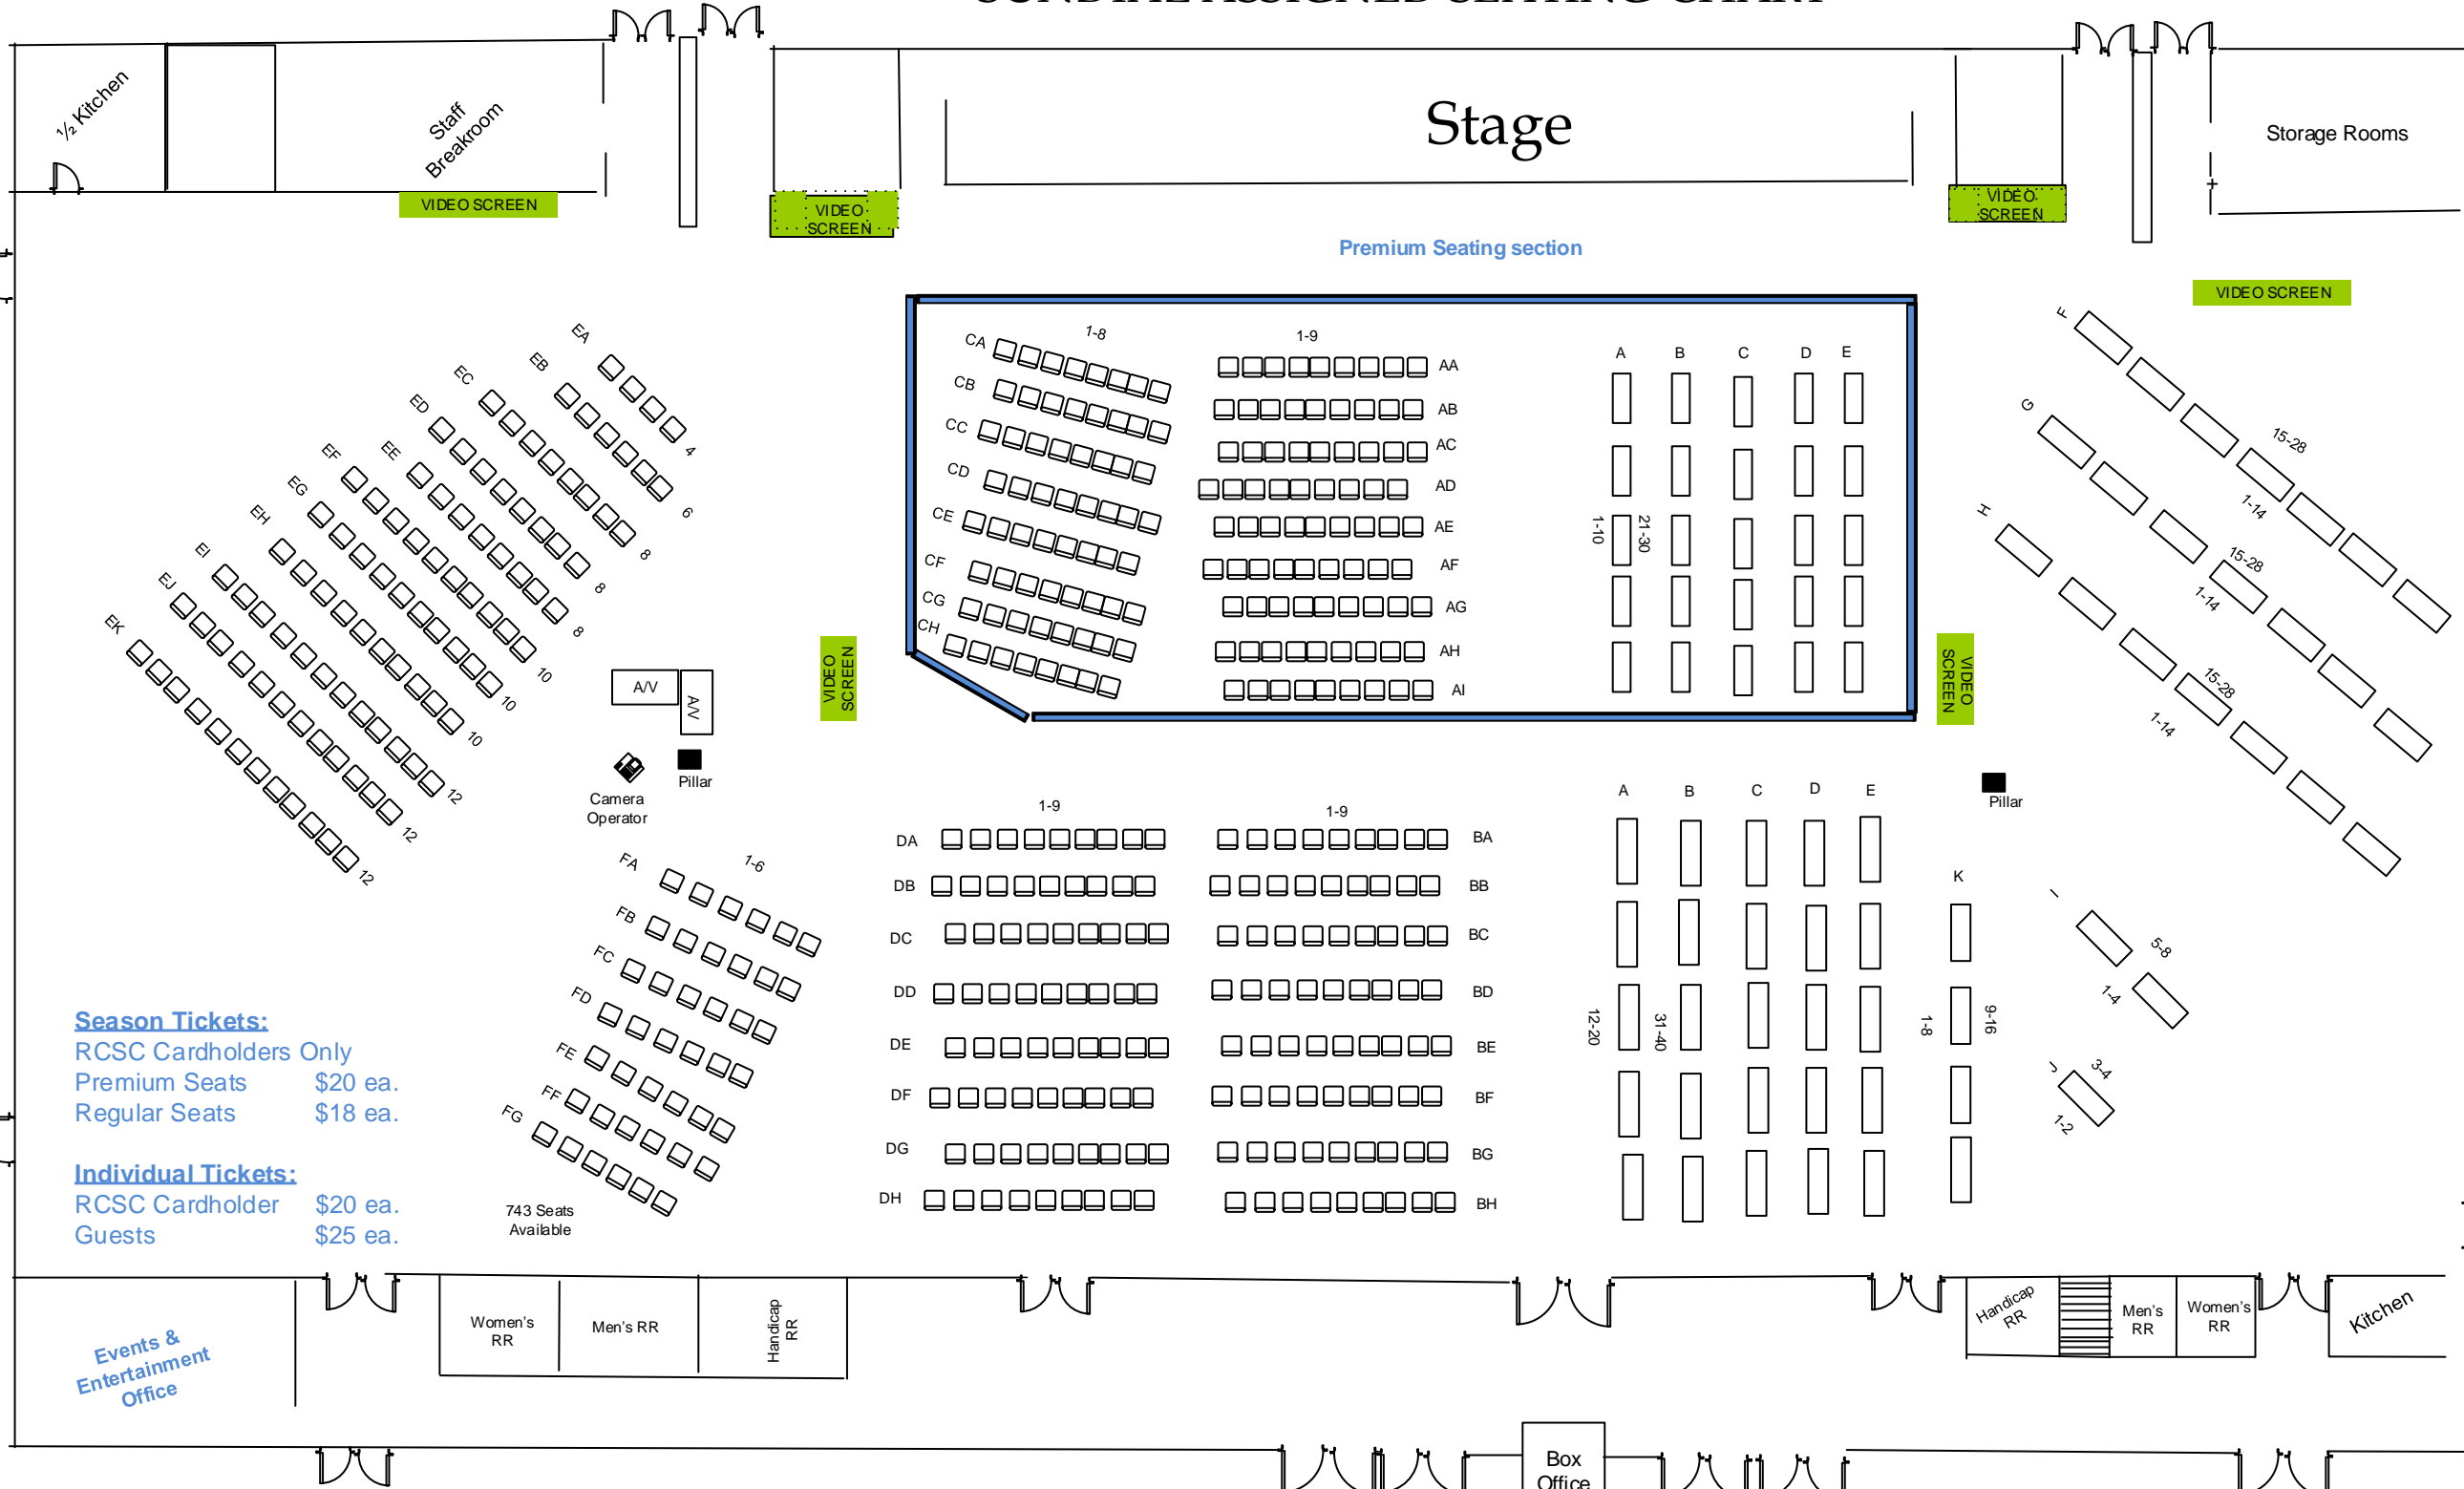 SUNDIAL ASSIGNED SEATING CHART
½ Kitchen
Staff
Breakroom
Stage
Storage Rooms
VIDEO SCREEN
VIDEO
SCREEN
VIDEO
SCREEN
Premium Seating section
VIDEO SCREEN
EA
EB
EC
ED
EE
EF
EG
EH
EI
EJ
EK
4
6
8
8
8
10
10
10
12
12
12
CA
CB
CC
CD
CE
CF
CG
CH
1-8
1-9
AA
AB
AC
AD
AE
AF
AG
AH
AI
A B C D E
1-10
21-30
F
G
H
15-28
1-14
15-28
1-14
15-28
1-14
VIDEO
SCREEN
VIDEO
SCREEN
A/V
A/V
Pillar
Camera
Operator
Pillar
FA
FB
FC
FD
FE
FF
FG
1-6
1-9
DA
DB
DC
DD
DE
DF
DG
DH
1-9
BA
BB
BC
BD
BE
BF
BG
BH
A B C D E
12-20
31-40
K
1-8
9-16
I
5-8
1-4
J
3-4
1-2
Season Tickets:
RCSC Cardholders Only
Premium Seats $20 ea.
Regular Seats $18 ea.
Individual Tickets:
RCSC Cardholder $20 ea.
Guests $25 ea.
743 Seats
Available
Events &
Entertainment
Office
Women's
RR
Men's RR
Handicap
RR
Handicap
RR
Men's
RR
Women's
RR
Kitchen
Box
Office